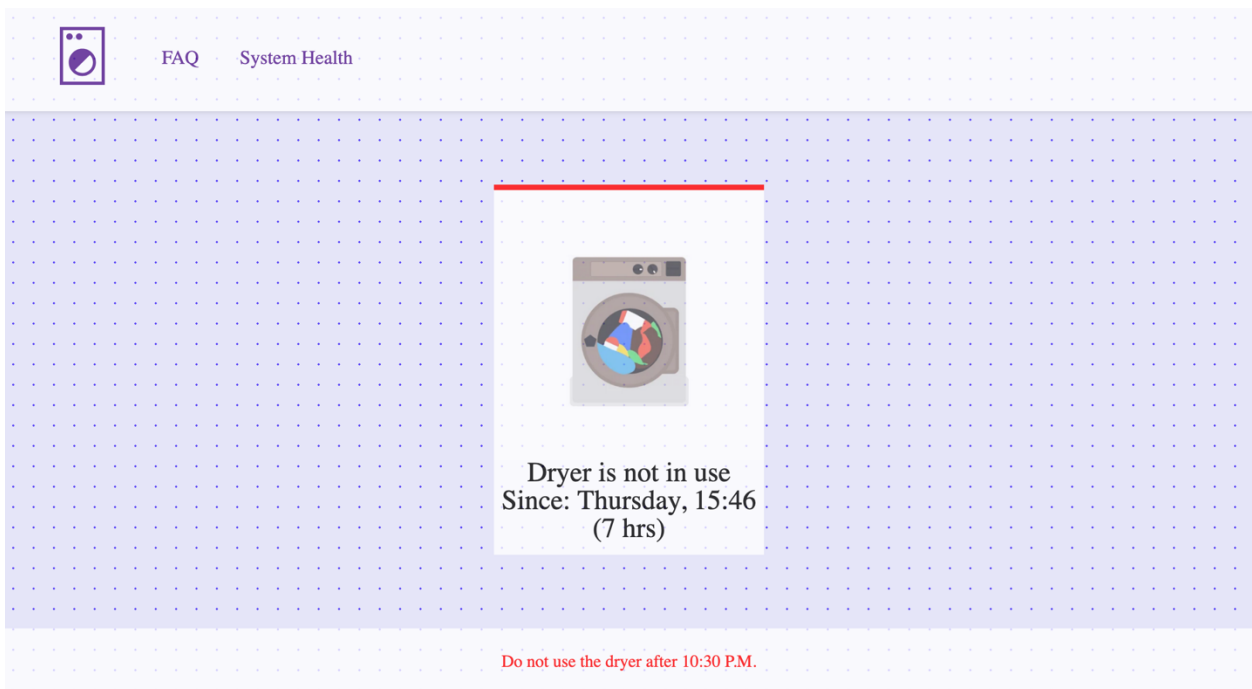 FAQ
System Health
Dryer is not in use
Since: Thursday, 15:46
(7 hrs)
Do not use the dryer after 10:30 P.M.